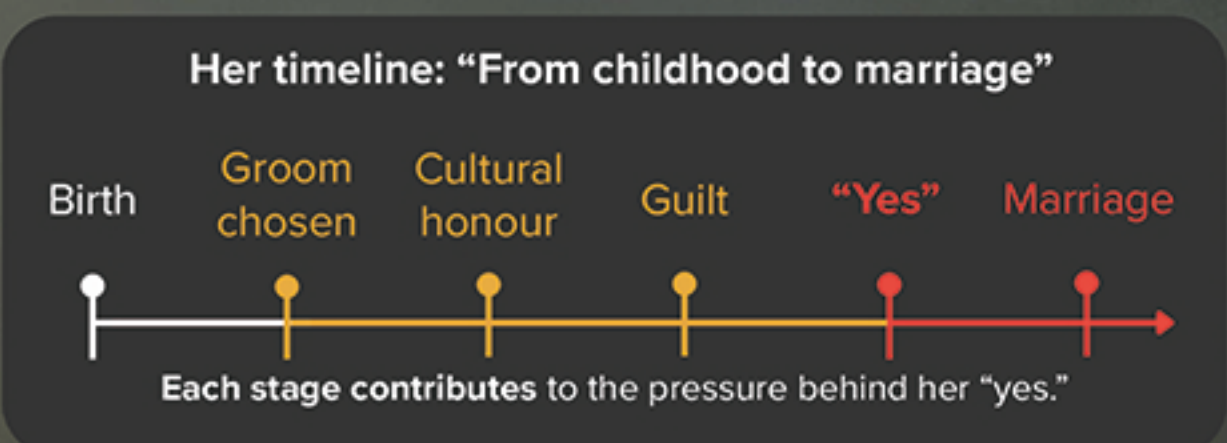 Her timeline: “From childhood to marriage”
Birth
Groom
chosen
Cultural
honour
Guilt
“Yes”
Marriage
Each stage contributes to the pressure behind her “yes.”